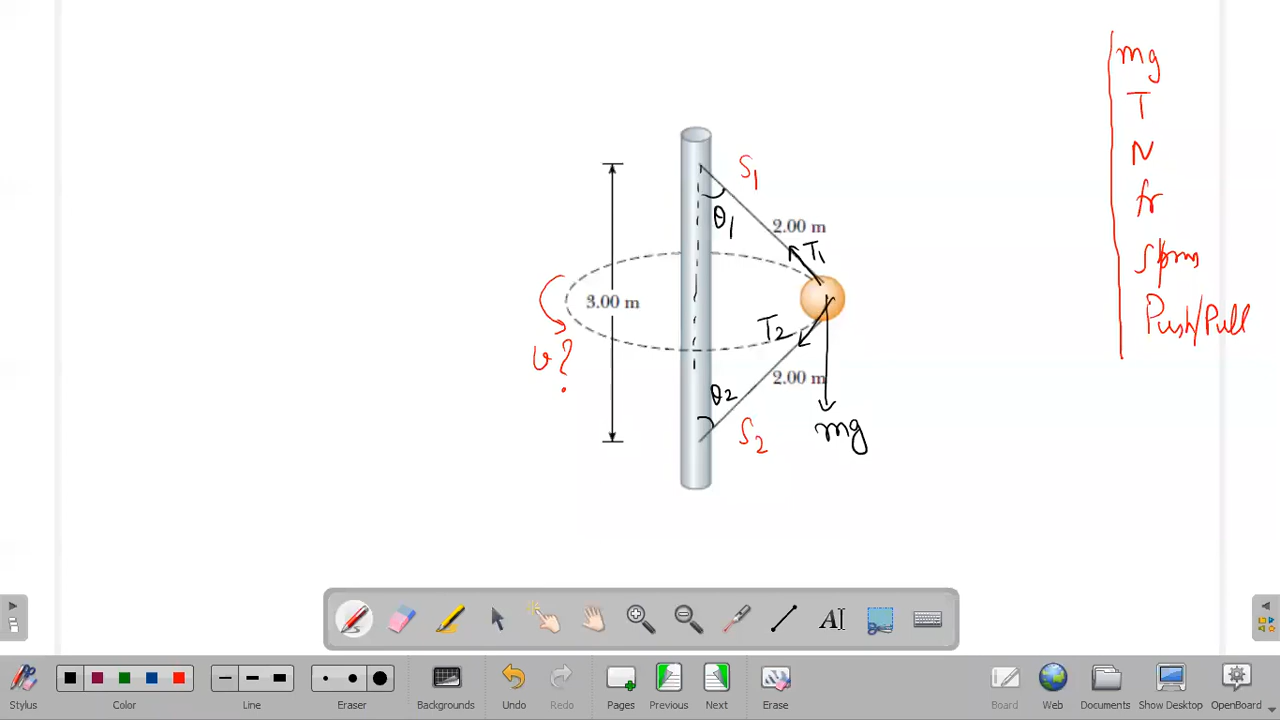 mg
T
N
fr
Push/Pull
S1
θ1
2.00 m
T1
3.00 m
T2
v?
2.00 m
θ2
S2
mg
Stylus
Color
Line
Eraser
Backgrounds
Undo
Redo
Pages
Previous
Next
Erase
Board
Web
Documents
Show Desktop
OpenBoard